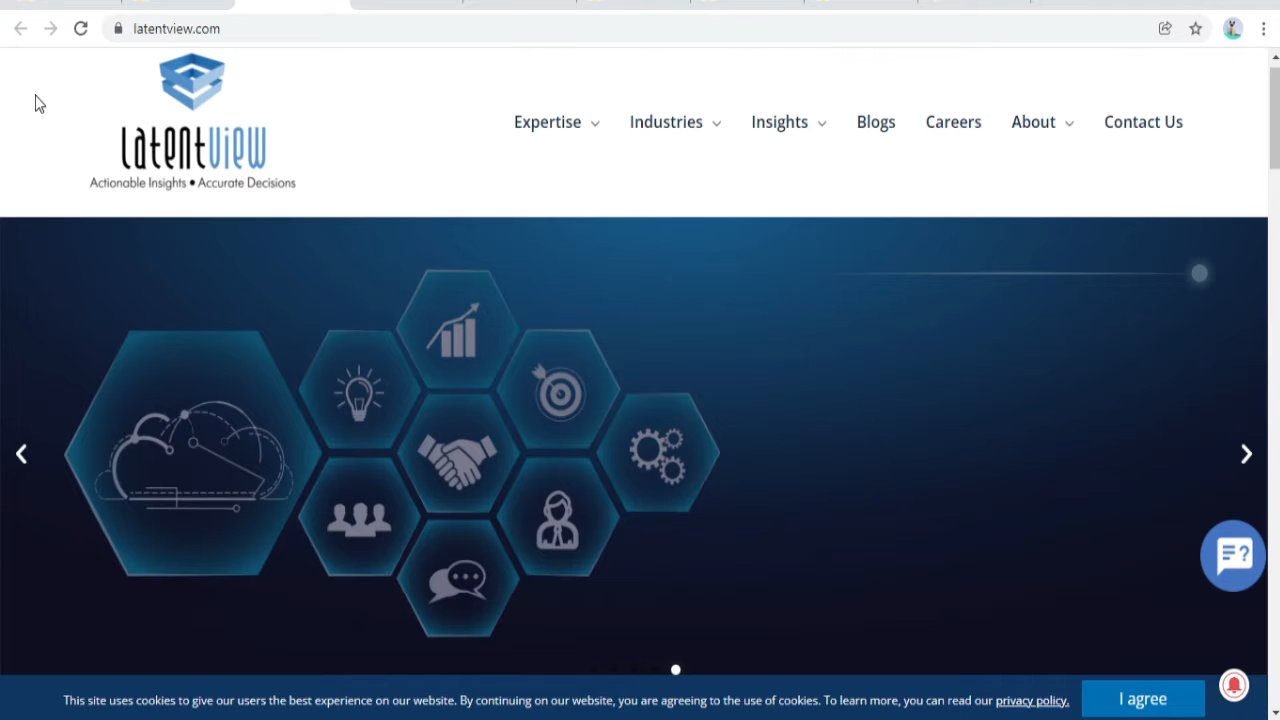 latentview.com
latentview
Actionable Insights • Accurate Decisions
Expertise Industries Insights Blogs Careers About Contact Us
This site uses cookies to give our users the best experience on our website. By continuing on our website, you are agreeing to the use of cookies. To learn more, you can read our privacy policy.
I agree